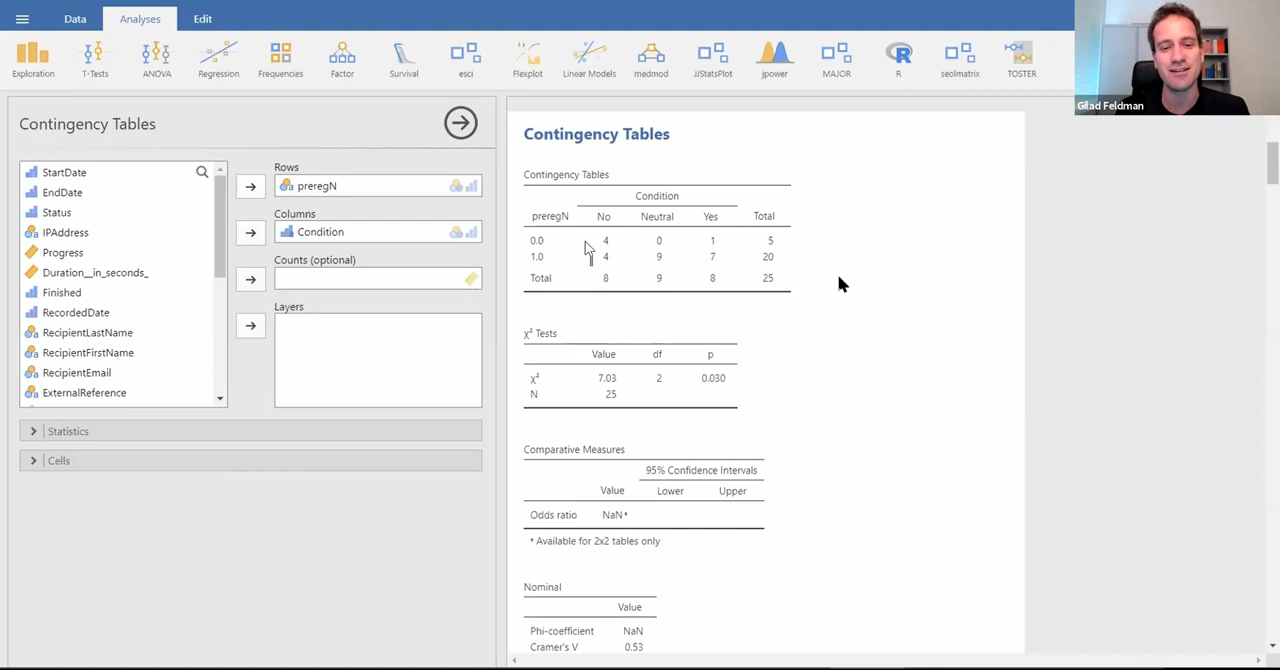 Data Analyses Edit
Exploration T-Tests ANOVA Regression Frequencies Factor Survival esci Flexplot Linear Models medmod JJStatsPlot jpower MAJOR R seolmatrix TOSTER
Gilad Feldman
Contingency Tables
StartDate
EndDate
Status
IPAddress
Progress
Duration__in_seconds_
Finished
RecordedDate
RecipientLastName
RecipientFirstName
RecipientEmail
ExternalReference
Rows
preregN
Columns
Condition
Counts (optional)
Layers
Statistics
Cells
Contingency Tables
Contingency Tables
Condition
preregN No Neutral Yes Total
0.0 4 0 1 5
1.0 4 9 7 20
Total 8 9 8 25
χ² Tests
Value df p
χ² 7.03 2 0.030
N 25
Comparative Measures
95% Confidence Intervals
Value Lower Upper
Odds ratio NaN*
* Available for 2x2 tables only
Nominal
Value
Phi-coefficient NaN
Cramer's V 0.53